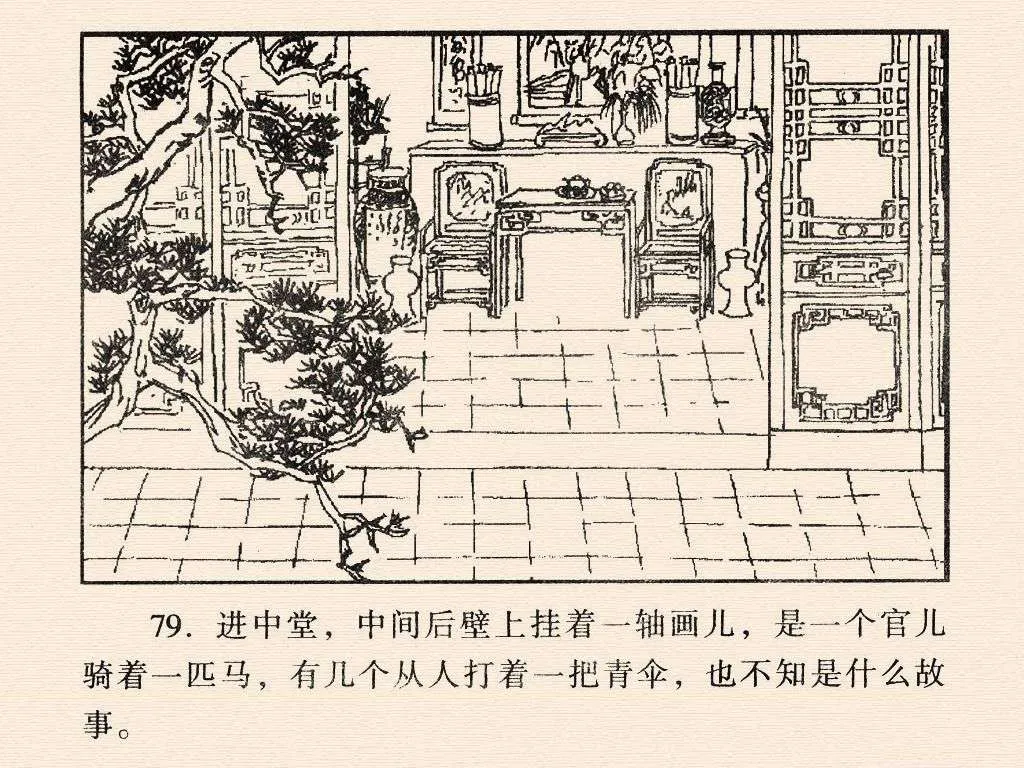 79. 进中堂，中间后壁上挂着一轴画儿，是一个官儿
骑着一匹马，有几个从人打着一把青伞，也不知是什么故
事。